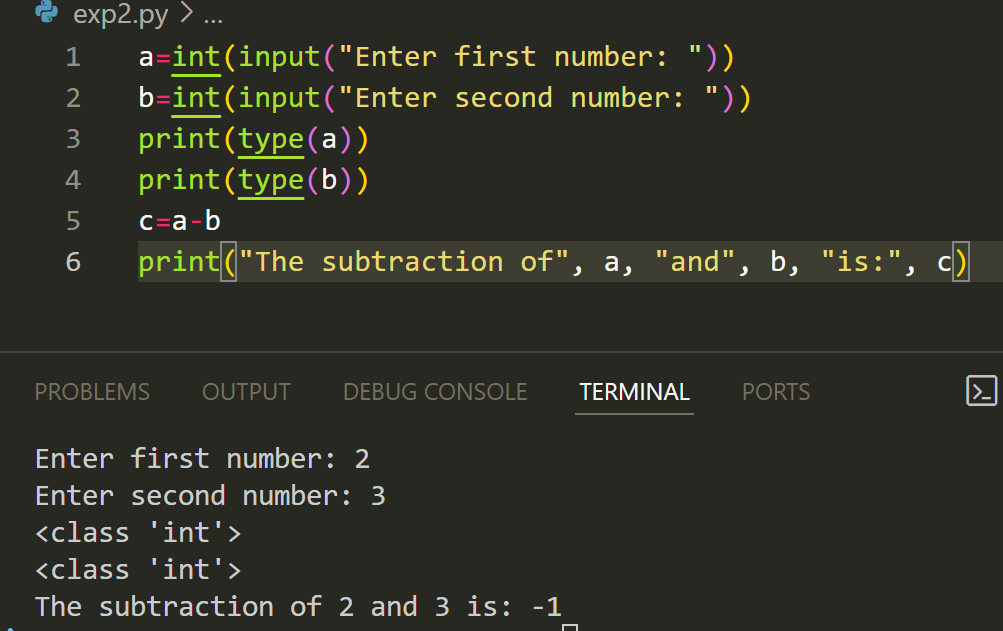 exp2.py > ...
1 a=int(input("Enter first number: "))
2 b=int(input("Enter second number: "))
3 print(type(a))
4 print(type(b))
5 c=a-b
6 print("The subtraction of", a, "and", b, "is:", c)
PROBLEMS OUTPUT DEBUG CONSOLE TERMINAL PORTS
Enter first number: 2
Enter second number: 3
<class 'int'>
<class 'int'>
The subtraction of 2 and 3 is: -1